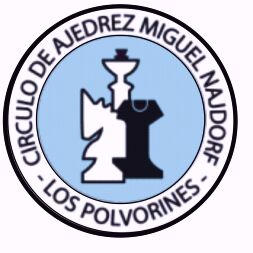 CIRCULO DE AJEDREZ MIGUEL NAJDORF
- LOS POLVORINES -